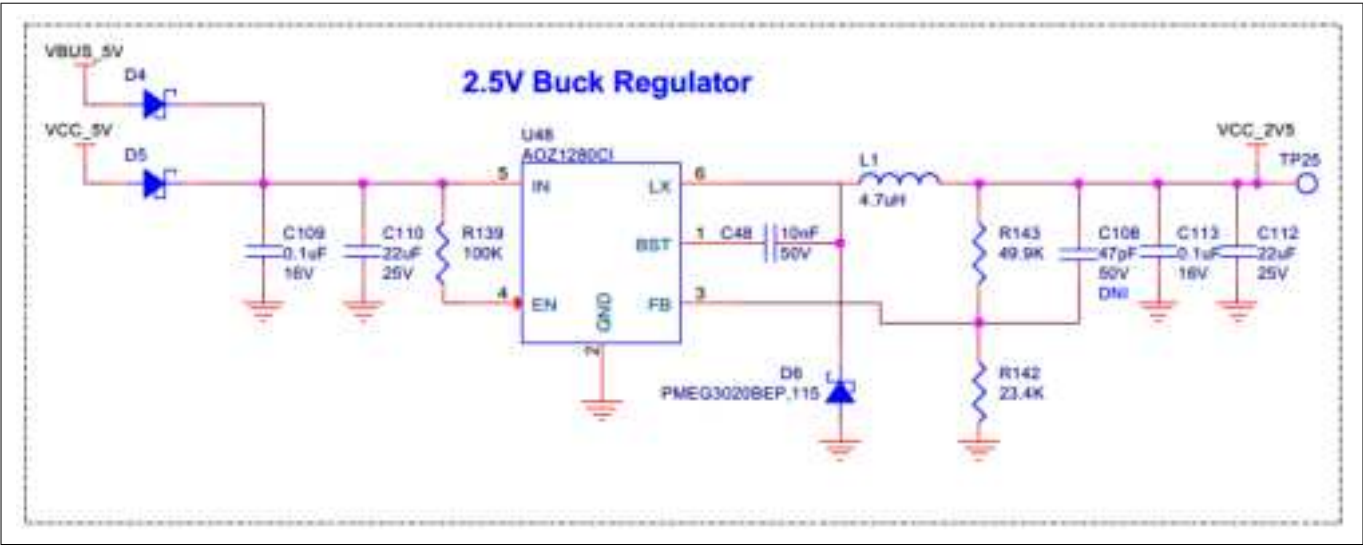 VBUS_5V
D4
2.5V Buck Regulator
VCC_5V
D5
U48
AOZ1280CI
VCC_2V5
TP25
5
IN
LX
6
L1
4.7uH
C109
0.1uF
16V
C110
22uF
25V
R139
100K
BST
1
C48
10nF
50V
R143
49.9K
C108
47pF
50V
DNI
C113
0.1uF
16V
C112
22uF
25V
4
EN
GND
2
FB
3
D6
PMEG3020BEP,115
R142
23.4K